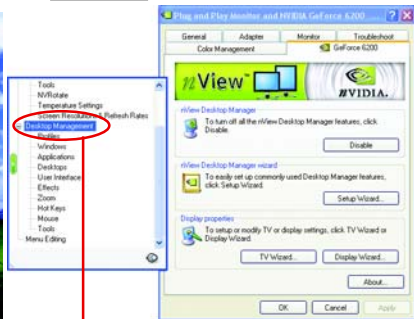 Plug and Play Monitor and NVIDIA GeForce 6200 ...
General Adapter Monitor Troubleshoot
Color Management GeForce 6200
nView
NVIDIA.
nView Desktop Manager
To turn off all the nView Desktop Manager features, click
Disable.
Disable
nView Desktop Manager wizard
To easily set up commonly used Desktop Manager features,
click Setup Wizard.
Setup Wizard...
Display properties
To setup or modify TV or display settings, click TV Wizard or
Display Wizard.
TV Wizard... Display Wizard...
About...
OK Cancel Apply
Tools
NVRotate
Temperature Settings
Screen Resolutions & Refresh Rates
Desktop Management
Profiles
Windows
Applications
Desktops
User Interface
Effects
Zoom
Hot Keys
Mouse
Tools
Menu Editing